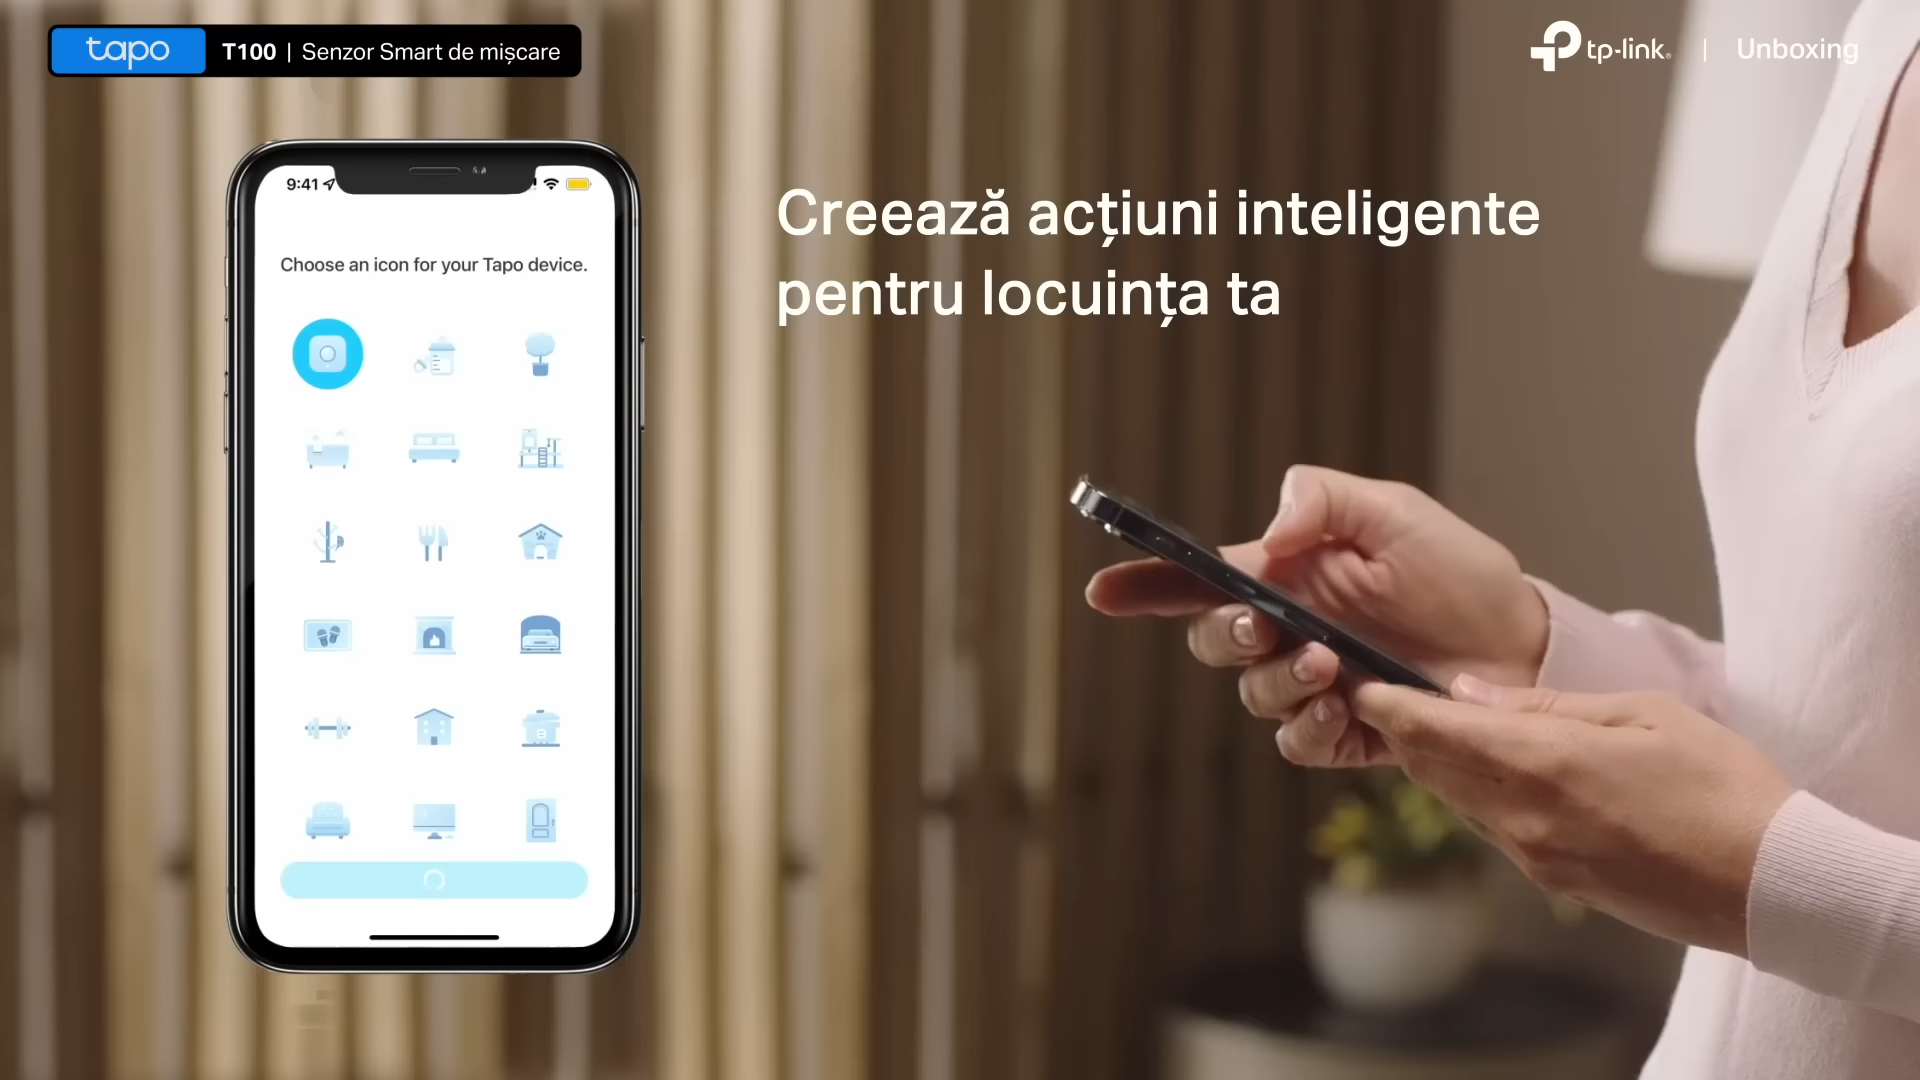 tapo
T100 | Senzor Smart de mișcare
tp-link | Unboxing
9:41
Choose an icon for your Tapo device.
Creează acțiuni inteligente
pentru locuința ta